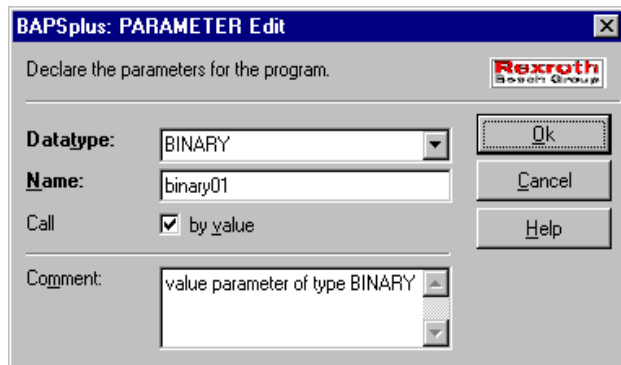 BAPSplus: PARAMETER Edit
Declare the parameters for the program.
Rexroth
Bosch Group
Datatype: BINARY
Ok
Name: binary01
Cancel
Call by value
Help
Comment: value parameter of type BINARY